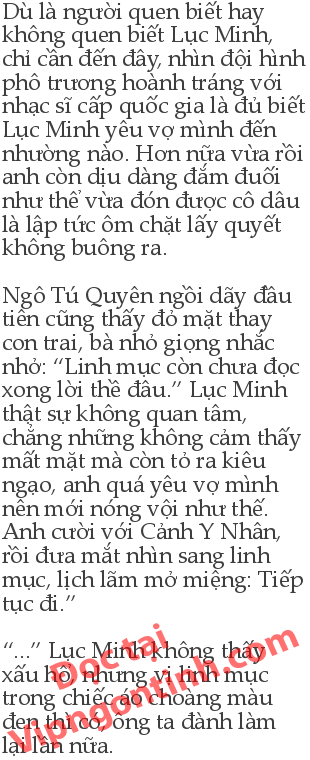 Dù là người quen biết hay
không quen biết Lục Minh,
chỉ cần đến đây, nhìn đội hình
phô trương hoành tráng với
nhạc sĩ cấp quốc gia là đủ biết
Lục Minh yêu vợ mình đến
nhường nào. Hơn nữa vừa rồi
anh còn dịu dàng đắm đuối
như thể vừa đón được cô dâu
là lập tức ôm chặt lấy quyết
không buông ra.

Ngô Tú Quyên ngồi dãy đầu
tiên cũng thấy đỏ mặt thay
con trai, bà nhỏ giọng nhắc
nhở: “Linh mục còn chưa đọc
xong lời thề đâu.” Lục Minh
thật sự không quan tâm,
chẳng những không cảm thấy
mất mặt mà còn tỏ ra kiêu
ngạo, anh quá yêu vợ mình
nên mới nóng vội như thế.
Anh cười với Cảnh Y Nhân,
rồi đưa mắt nhìn sang linh
mục, lịch lãm mở miệng: Tiếp
tục đi.”

“...” Lục Minh không thấy
xấu hổ, nhưng vị linh mục
trong chiếc áo choàng màu
đen thì có, ông ta đành làm
lại lần nữa.
Đọc tại
Vipngontinh.com